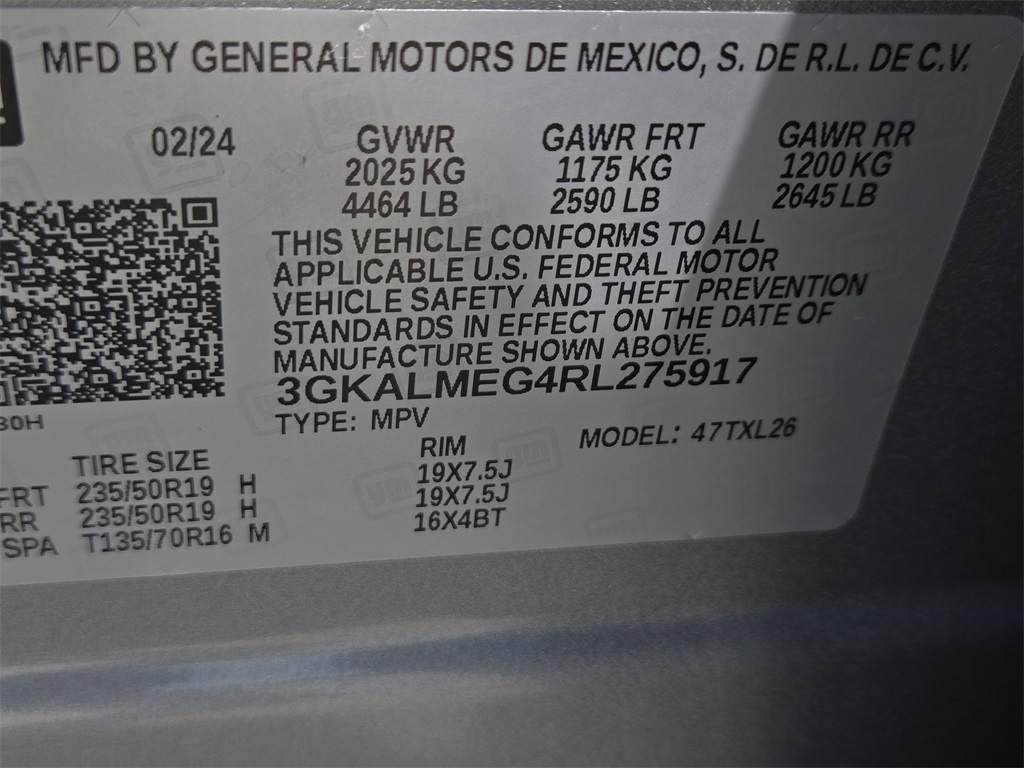 MFD BY GENERAL MOTORS DE MEXICO, S. DE R.L. DE C.V.
02/24 GVWR GAWR FRT GAWR RR
2025 KG 1175 KG 1200 KG
4464 LB 2590 LB 2645 LB
THIS VEHICLE CONFORMS TO ALL
APPLICABLE U.S. FEDERAL MOTOR
VEHICLE SAFETY AND THEFT PREVENTION
STANDARDS IN EFFECT ON THE DATE OF
MANUFACTURE SHOWN ABOVE.
3GKALMEG4RL275917
30H TYPE: MPV MODEL: 47TXL26
TIRE SIZE RIM
FRT 235/50R19 H 19X7.5J
RR 235/50R19 H 19X7.5J
SPA T135/70R16 M 16X4BT